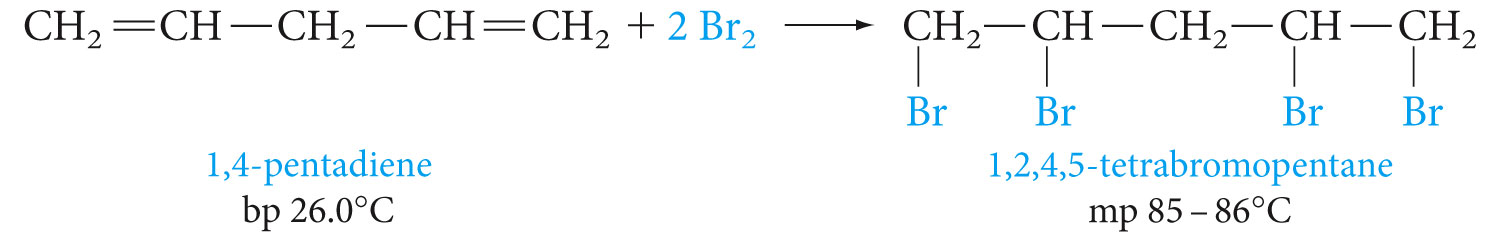 CH₂=CH—CH₂—CH=CH₂ + 2 Br₂ ⟶ CH₂—CH—CH₂—CH—CH₂
Br Br Br Br
1,4-pentadiene 1,2,4,5-tetrabromopentane
bp 26.0°C mp 85–86°C